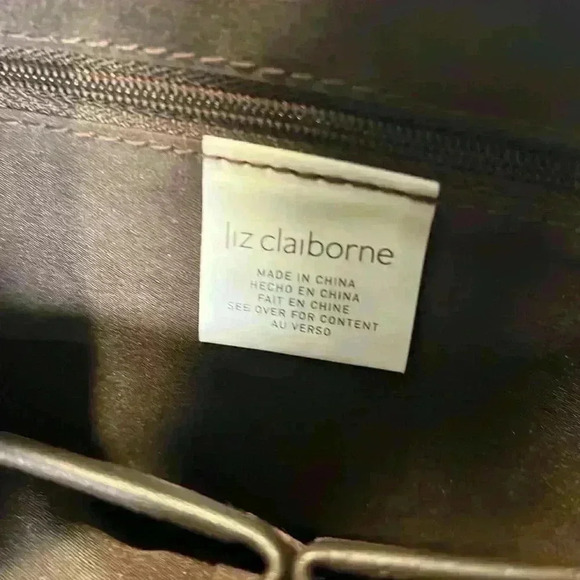 liz claiborne
MADE IN CHINA
HECHO EN CHINA
FAIT EN CHINE
SEE OVER FOR CONTENT
AU VERSO